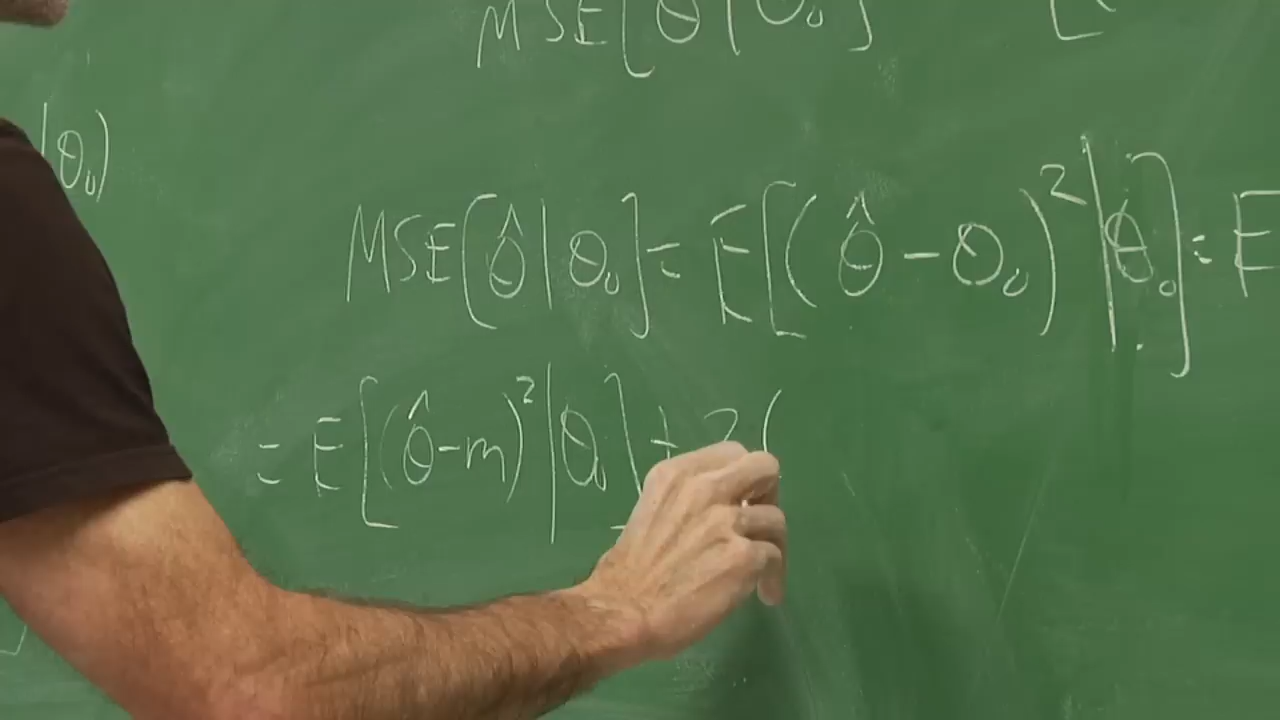 MSE[θ|θ₀]
|θ₀)
MSE[θ̂|θ₀] = E[(θ̂ - θ₀)²|θ₀] = E
= E[(θ̂-m)²|θ₀] + 2(